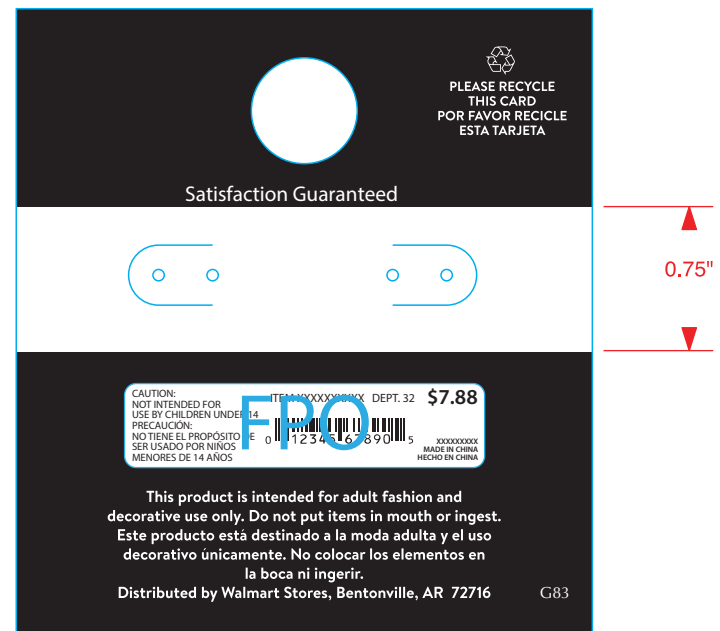 PLEASE RECYCLE
THIS CARD
POR FAVOR RECICLE
ESTA TARJETA
Satisfaction Guaranteed
0.75"
CAUTION:
NOT INTENDED FOR
USE BY CHILDREN UNDER 14
PRECAUCIÓN:
NO TIENE EL PROPÓSITO DE
SER USADO POR NIÑOS
MENORES DE 14 AÑOS
ITEM XXXXXXXXXX DEPT. 32 $7.88
FPO
0 12345 67890 5
XXXXXXXXX
MADE IN CHINA
HECHO EN CHINA
This product is intended for adult fashion and
decorative use only. Do not put items in mouth or ingest.
Este producto está destinado a la moda adulta y el uso
decorativo únicamente. No colocar los elementos en
la boca ni ingerir.
Distributed by Walmart Stores, Bentonville, AR 72716
G83